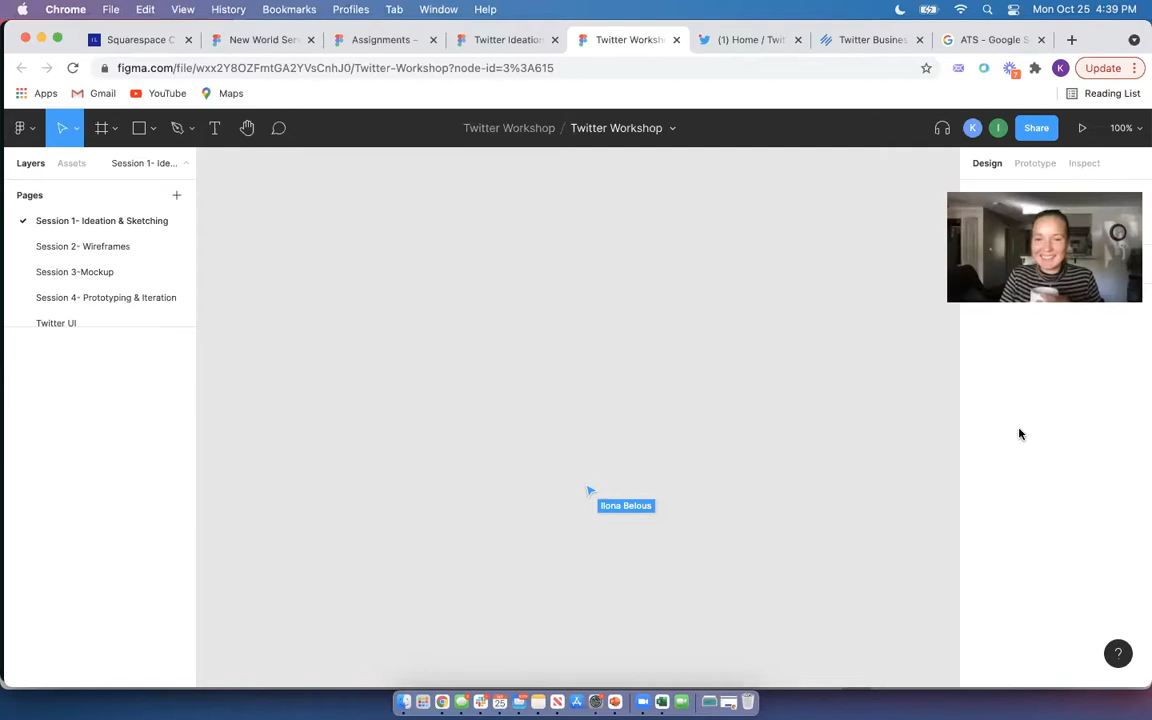 Chrome File Edit View History Bookmarks Profiles Tab Window Help Mon Oct 25 4:39 PM
Squarespace C New World Serv Assignments – Twitter Ideation Twitter Worksh (1) Home / Twit Twitter Busines ATS - Google S
figma.com/file/wxx2Y8OZFmtGA2YVsCnhJ0/Twitter-Workshop?node-id=3%3A615 7 K Update
Apps Gmail YouTube Maps Reading List
T Twitter Workshop / Twitter Workshop K I Share 100%
Layers Assets Session 1- Ide... Design Prototype Inspect
Pages
Session 1- Ideation & Sketching
Session 2- Wireframes
Session 3-Mockup
Session 4- Prototyping & Iteration
Twitter UI
Ilona Belous
?